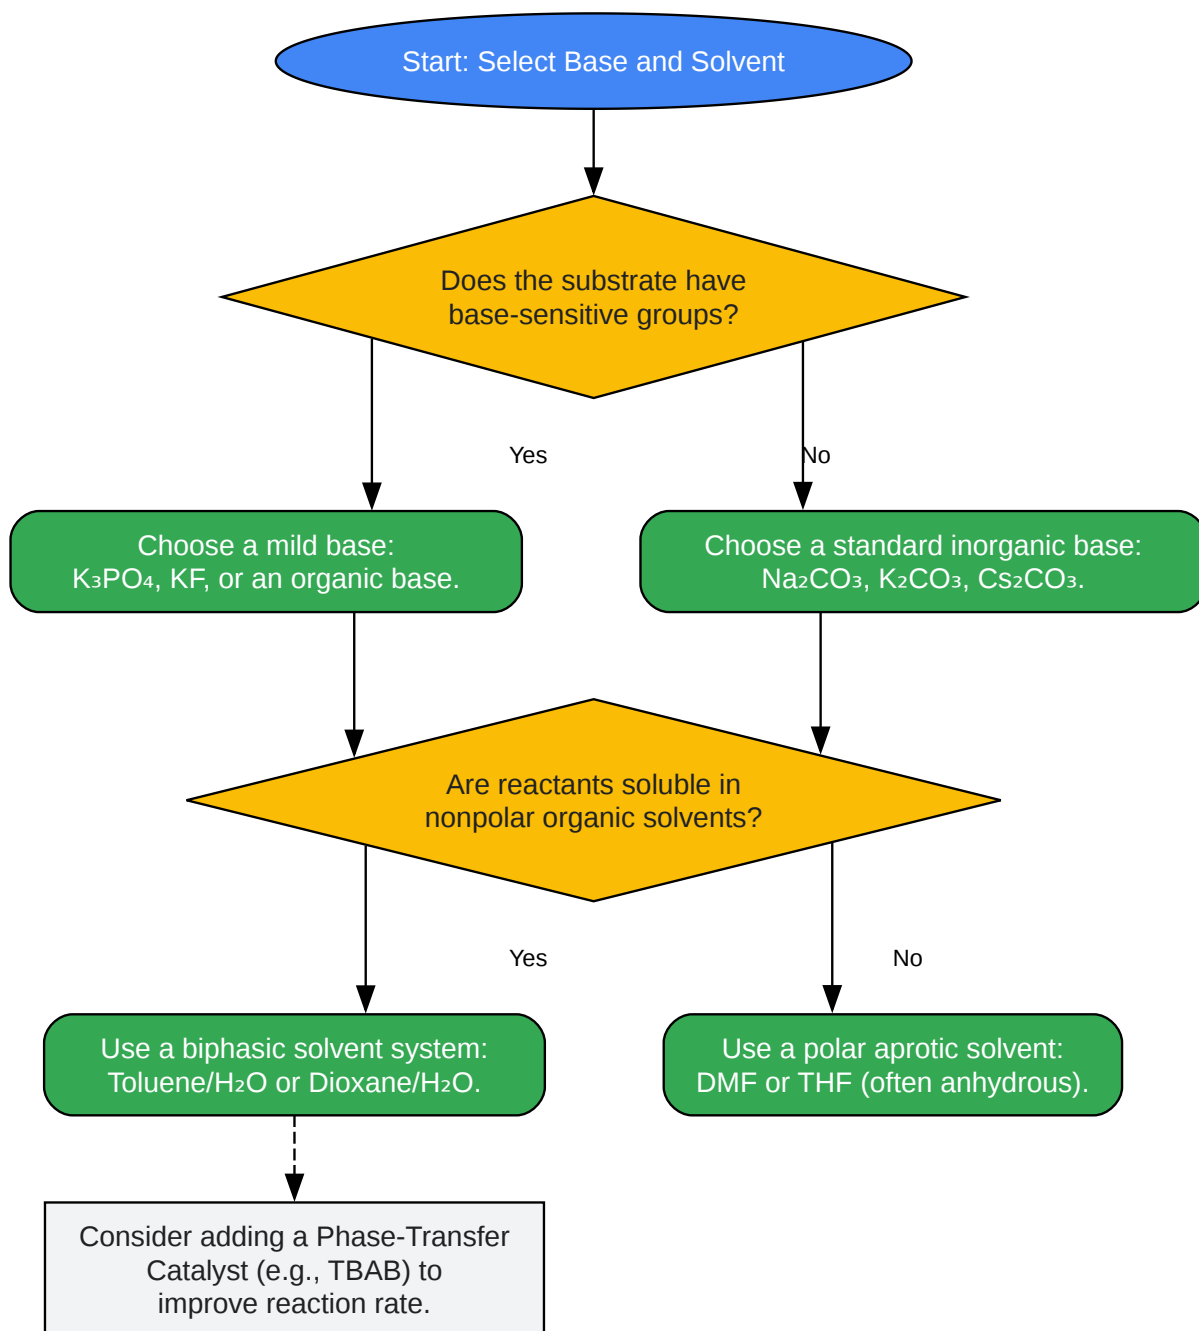 Start: Select Base and Solvent
Does the substrate have
base-sensitive groups?
Yes
No
Choose a mild base:
K₃PO₄, KF, or an organic base.
Choose a standard inorganic base:
Na₂CO₃, K₂CO₃, Cs₂CO₃.
Are reactants soluble in
nonpolar organic solvents?
Yes
No
Use a biphasic solvent system:
Toluene/H₂O or Dioxane/H₂O.
Use a polar aprotic solvent:
DMF or THF (often anhydrous).
Consider adding a Phase-Transfer
Catalyst (e.g., TBAB) to
improve reaction rate.